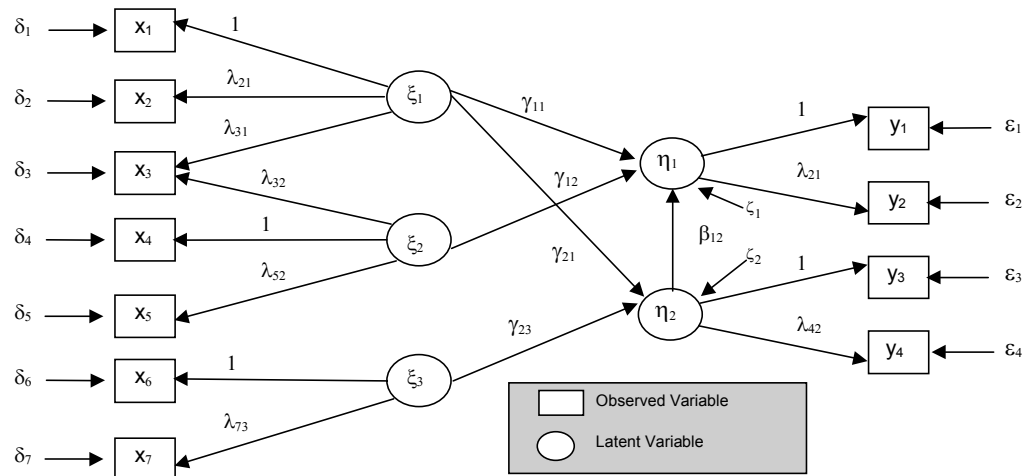 δ1 x1 1
δ2 x2 λ21 ξ1
δ3 x3 λ31
λ32
δ4 x4 1 ξ2
δ5 x5 λ52
δ6 x6 1 ξ3
δ7 x7 λ73
γ11
γ12
γ21
γ23
η1
ζ1
β12
ζ2
η2
1 y1 ε1
λ21 y2 ε2
1 y3 ε3
λ42 y4 ε4
Observed Variable
Latent Variable